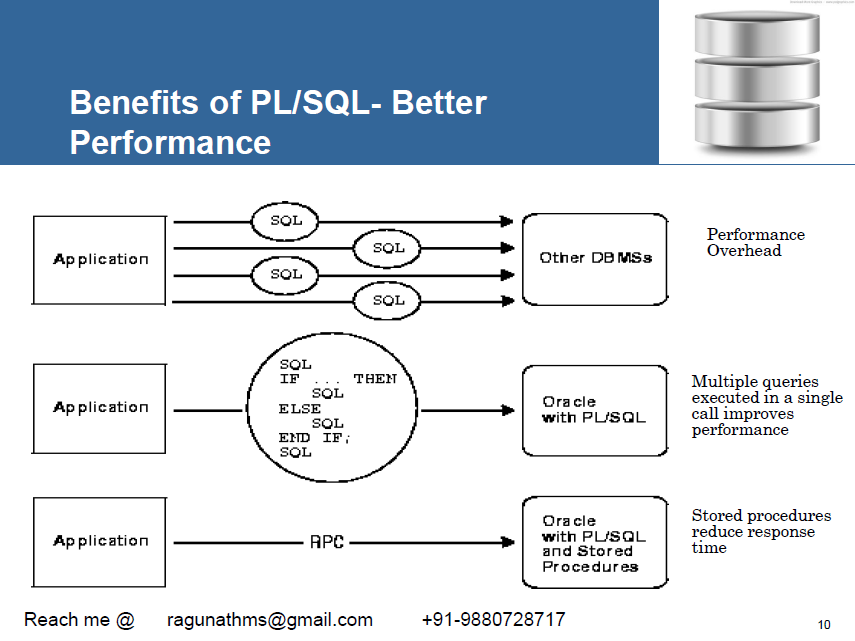 Benefits of PL/SQL- Better
Performance
Application
SQL
SQL
SQL
SQL
Other DBMSs
Performance
Overhead
Application
SQL
IF ... THEN
SQL
ELSE
SQL
END IF;
SQL
Oracle
with PL/SQL
Multiple queries
executed in a single
call improves
performance
Application
RPC
Oracle
with PL/SQL
and Stored
Procedures
Stored procedures
reduce response
time
Reach me @ ragunathms@gmail.com +91-9880728717
10